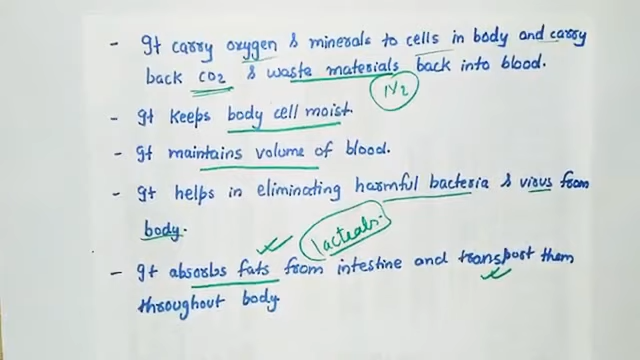 - It carry oxygen & minerals to cells in body and carry
back CO2 & waste materials back into blood.
N2
- It keeps body cell moist.
- It maintains volume of blood.
- It helps in eliminating harmful bacteria & virus from
body.
lacteals.
- It absorbs fats from intestine and transport them
throughout body